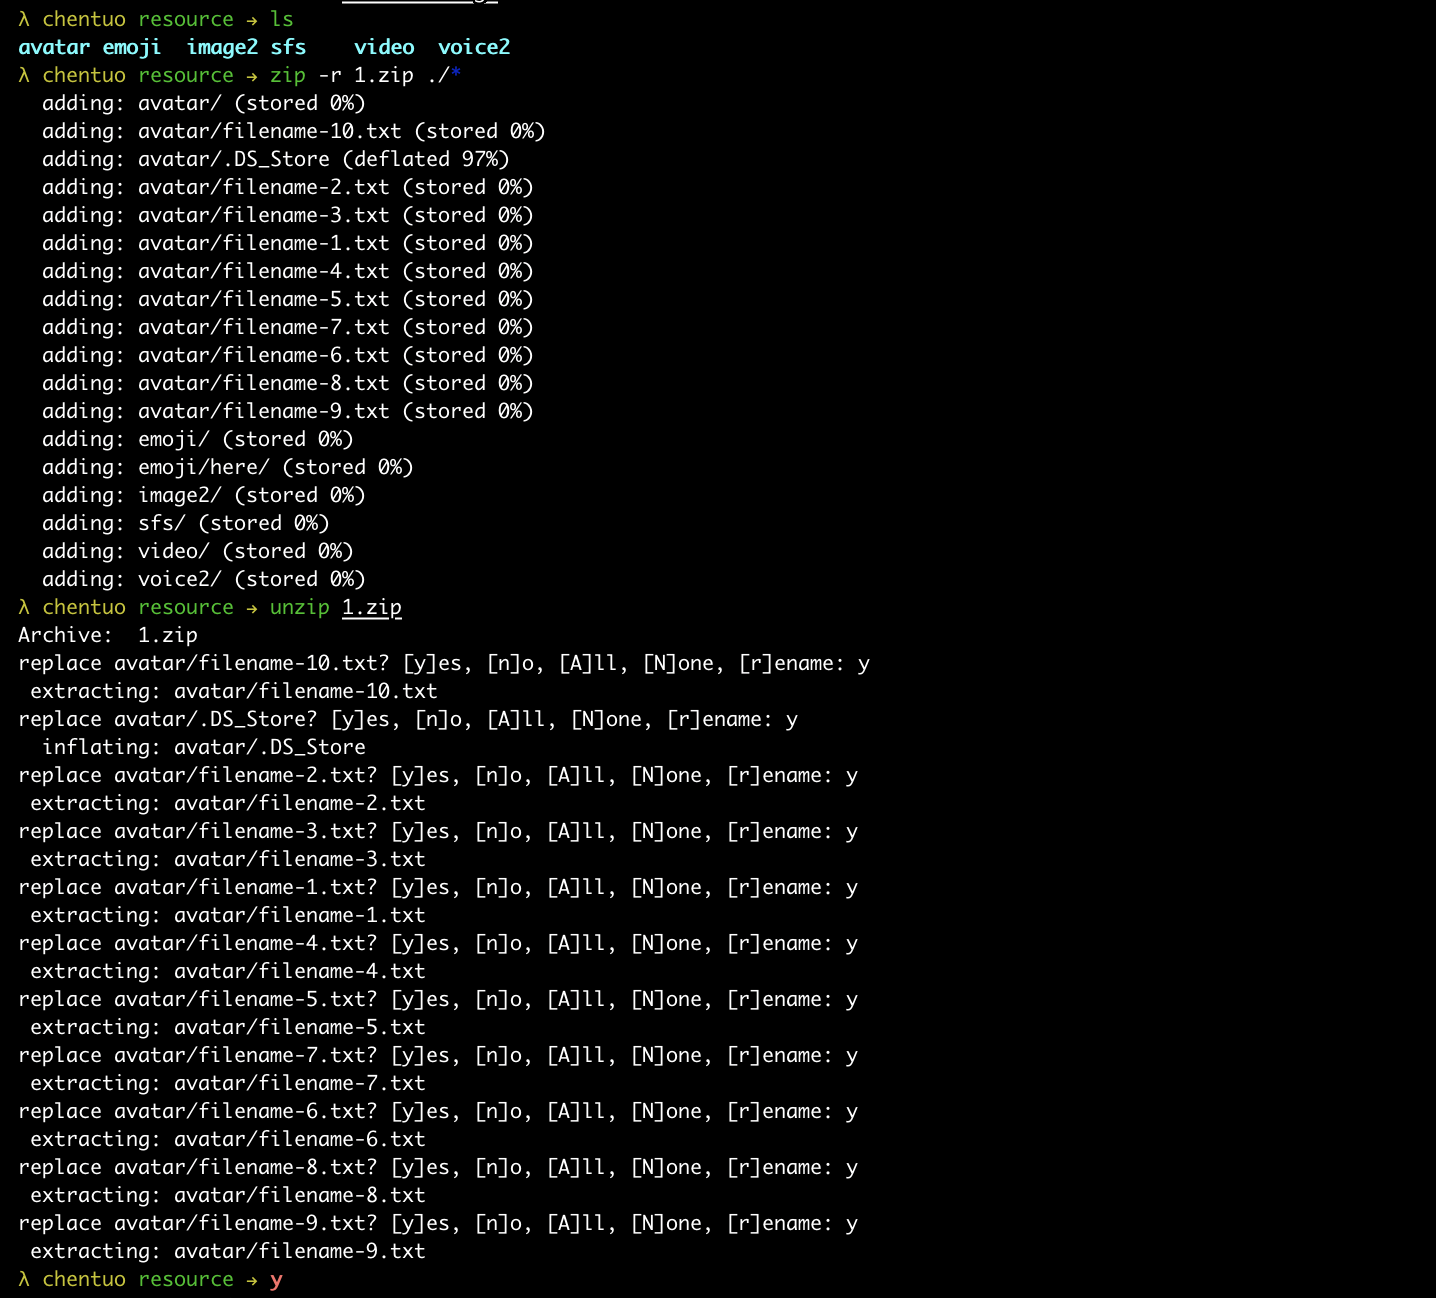 λ chentuo resource → ls
avatar emoji image2 sfs video voice2
λ chentuo resource → zip -r 1.zip ./*
adding: avatar/ (stored 0%)
adding: avatar/filename-10.txt (stored 0%)
adding: avatar/.DS_Store (deflated 97%)
adding: avatar/filename-2.txt (stored 0%)
adding: avatar/filename-3.txt (stored 0%)
adding: avatar/filename-1.txt (stored 0%)
adding: avatar/filename-4.txt (stored 0%)
adding: avatar/filename-5.txt (stored 0%)
adding: avatar/filename-7.txt (stored 0%)
adding: avatar/filename-6.txt (stored 0%)
adding: avatar/filename-8.txt (stored 0%)
adding: avatar/filename-9.txt (stored 0%)
adding: emoji/ (stored 0%)
adding: emoji/here/ (stored 0%)
adding: image2/ (stored 0%)
adding: sfs/ (stored 0%)
adding: video/ (stored 0%)
adding: voice2/ (stored 0%)
λ chentuo resource → unzip 1.zip
Archive: 1.zip
replace avatar/filename-10.txt? [y]es, [n]o, [A]ll, [N]one, [r]ename: y
extracting: avatar/filename-10.txt
replace avatar/.DS_Store? [y]es, [n]o, [A]ll, [N]one, [r]ename: y
inflating: avatar/.DS_Store
replace avatar/filename-2.txt? [y]es, [n]o, [A]ll, [N]one, [r]ename: y
extracting: avatar/filename-2.txt
replace avatar/filename-3.txt? [y]es, [n]o, [A]ll, [N]one, [r]ename: y
extracting: avatar/filename-3.txt
replace avatar/filename-1.txt? [y]es, [n]o, [A]ll, [N]one, [r]ename: y
extracting: avatar/filename-1.txt
replace avatar/filename-4.txt? [y]es, [n]o, [A]ll, [N]one, [r]ename: y
extracting: avatar/filename-4.txt
replace avatar/filename-5.txt? [y]es, [n]o, [A]ll, [N]one, [r]ename: y
extracting: avatar/filename-5.txt
replace avatar/filename-7.txt? [y]es, [n]o, [A]ll, [N]one, [r]ename: y
extracting: avatar/filename-7.txt
replace avatar/filename-6.txt? [y]es, [n]o, [A]ll, [N]one, [r]ename: y
extracting: avatar/filename-6.txt
replace avatar/filename-8.txt? [y]es, [n]o, [A]ll, [N]one, [r]ename: y
extracting: avatar/filename-8.txt
replace avatar/filename-9.txt? [y]es, [n]o, [A]ll, [N]one, [r]ename: y
extracting: avatar/filename-9.txt
λ chentuo resource → y